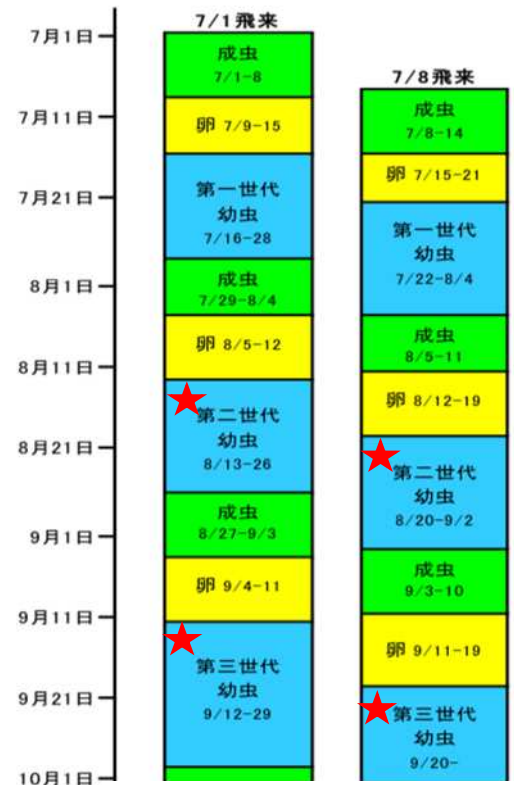 7月1日
7月11日
7月21日
8月1日
8月11日
8月21日
9月1日
9月11日
9月21日
10月1日
7/1飛来
成虫
7/1-8
卵 7/9-15
第一世代
幼虫
7/16-28
成虫
7/29-8/4
卵 8/5-12
第二世代
幼虫
8/13-26
成虫
8/27-9/3
卵 9/4-11
第三世代
幼虫
9/12-29
7/8飛来
成虫
7/8-14
卵 7/15-21
第一世代
幼虫
7/22-8/4
成虫
8/5-11
卵 8/12-19
第二世代
幼虫
8/20-9/2
成虫
9/3-10
卵 9/11-19
第三世代
幼虫
9/20-